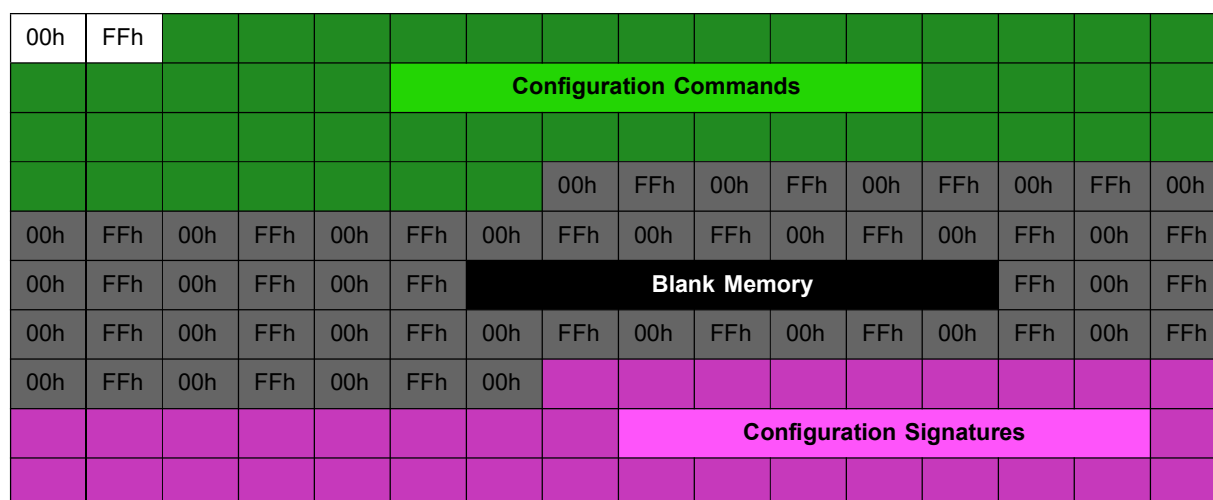 00h FFh
Configuration Commands
00h FFh 00h FFh 00h FFh 00h FFh 00h
00h FFh 00h FFh 00h FFh 00h FFh 00h FFh 00h FFh 00h FFh 00h FFh
00h FFh 00h FFh 00h FFh Blank Memory FFh 00h FFh
00h FFh 00h FFh 00h FFh 00h FFh 00h FFh 00h FFh 00h FFh 00h FFh
00h FFh 00h FFh 00h FFh 00h
Configuration Signatures